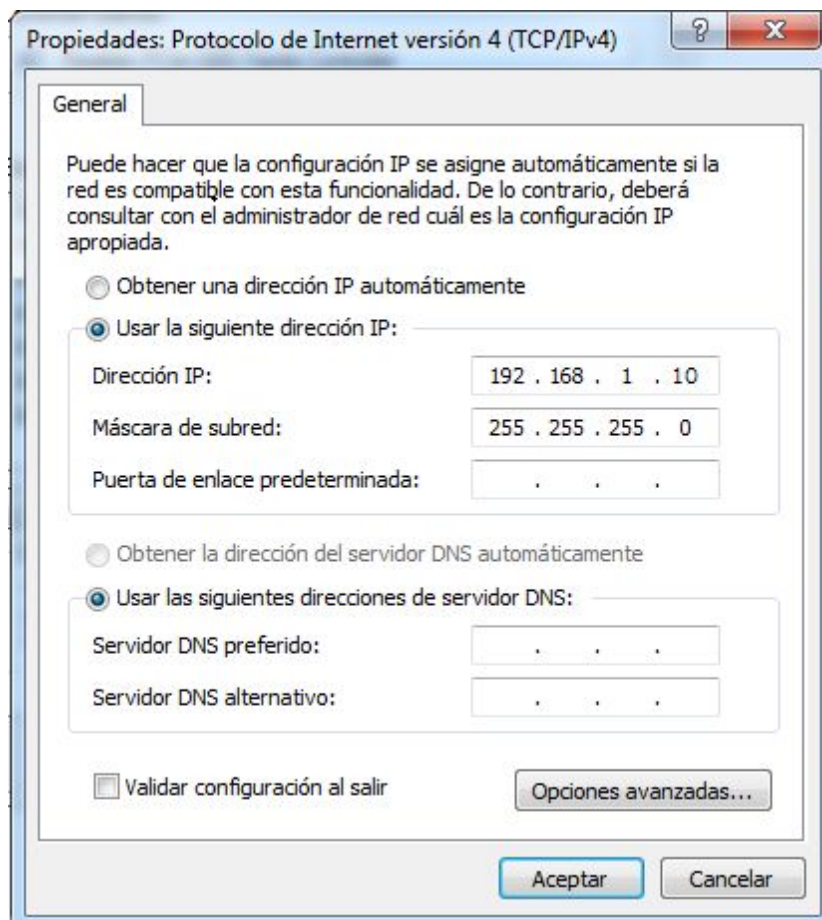 Propiedades: Protocolo de Internet versión 4 (TCP/IPv4)
General
Puede hacer que la configuración IP se asigne automáticamente si la
red es compatible con esta funcionalidad. De lo contrario, deberá
consultar con el administrador de red cuál es la configuración IP
apropiada.
Obtener una dirección IP automáticamente
Usar la siguiente dirección IP:
Dirección IP: 192 . 168 . 1 . 10
Máscara de subred: 255 . 255 . 255 . 0
Puerta de enlace predeterminada: . . .
Obtener la dirección del servidor DNS automáticamente
Usar las siguientes direcciones de servidor DNS:
Servidor DNS preferido: . . .
Servidor DNS alternativo: . . .
Validar configuración al salir Opciones avanzadas...
Aceptar Cancelar